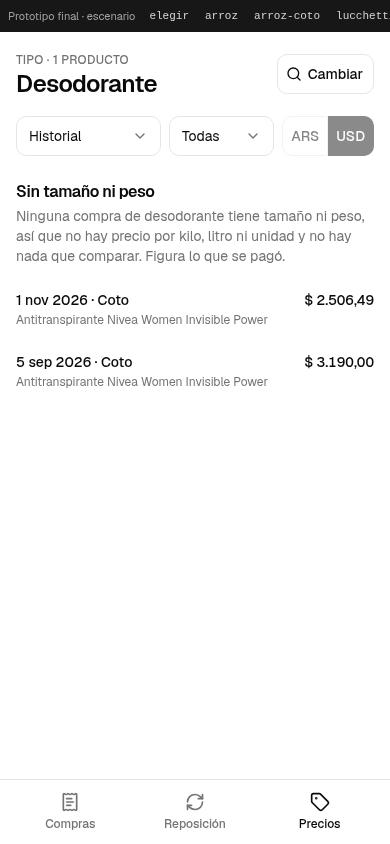 Prototipo final · escenario elegir arroz arroz-coto
TIPO · 1 PRODUCTO
Desodorante
Cambiar
Historial
Todas
ARS
USD
Sin tamaño ni peso
Ninguna compra de desodorante tiene tamaño ni peso,
así que no hay precio por kilo, litro ni unidad y no hay
nada que comparar. Figura lo que se pagó.
1 nov 2026 · Coto $ 2.506,49
Antitranspirante Nivea Women Invisible Power
5 sep 2026 · Coto $ 3.190,00
Antitranspirante Nivea Women Invisible Power
Compras
Reposición
Precios